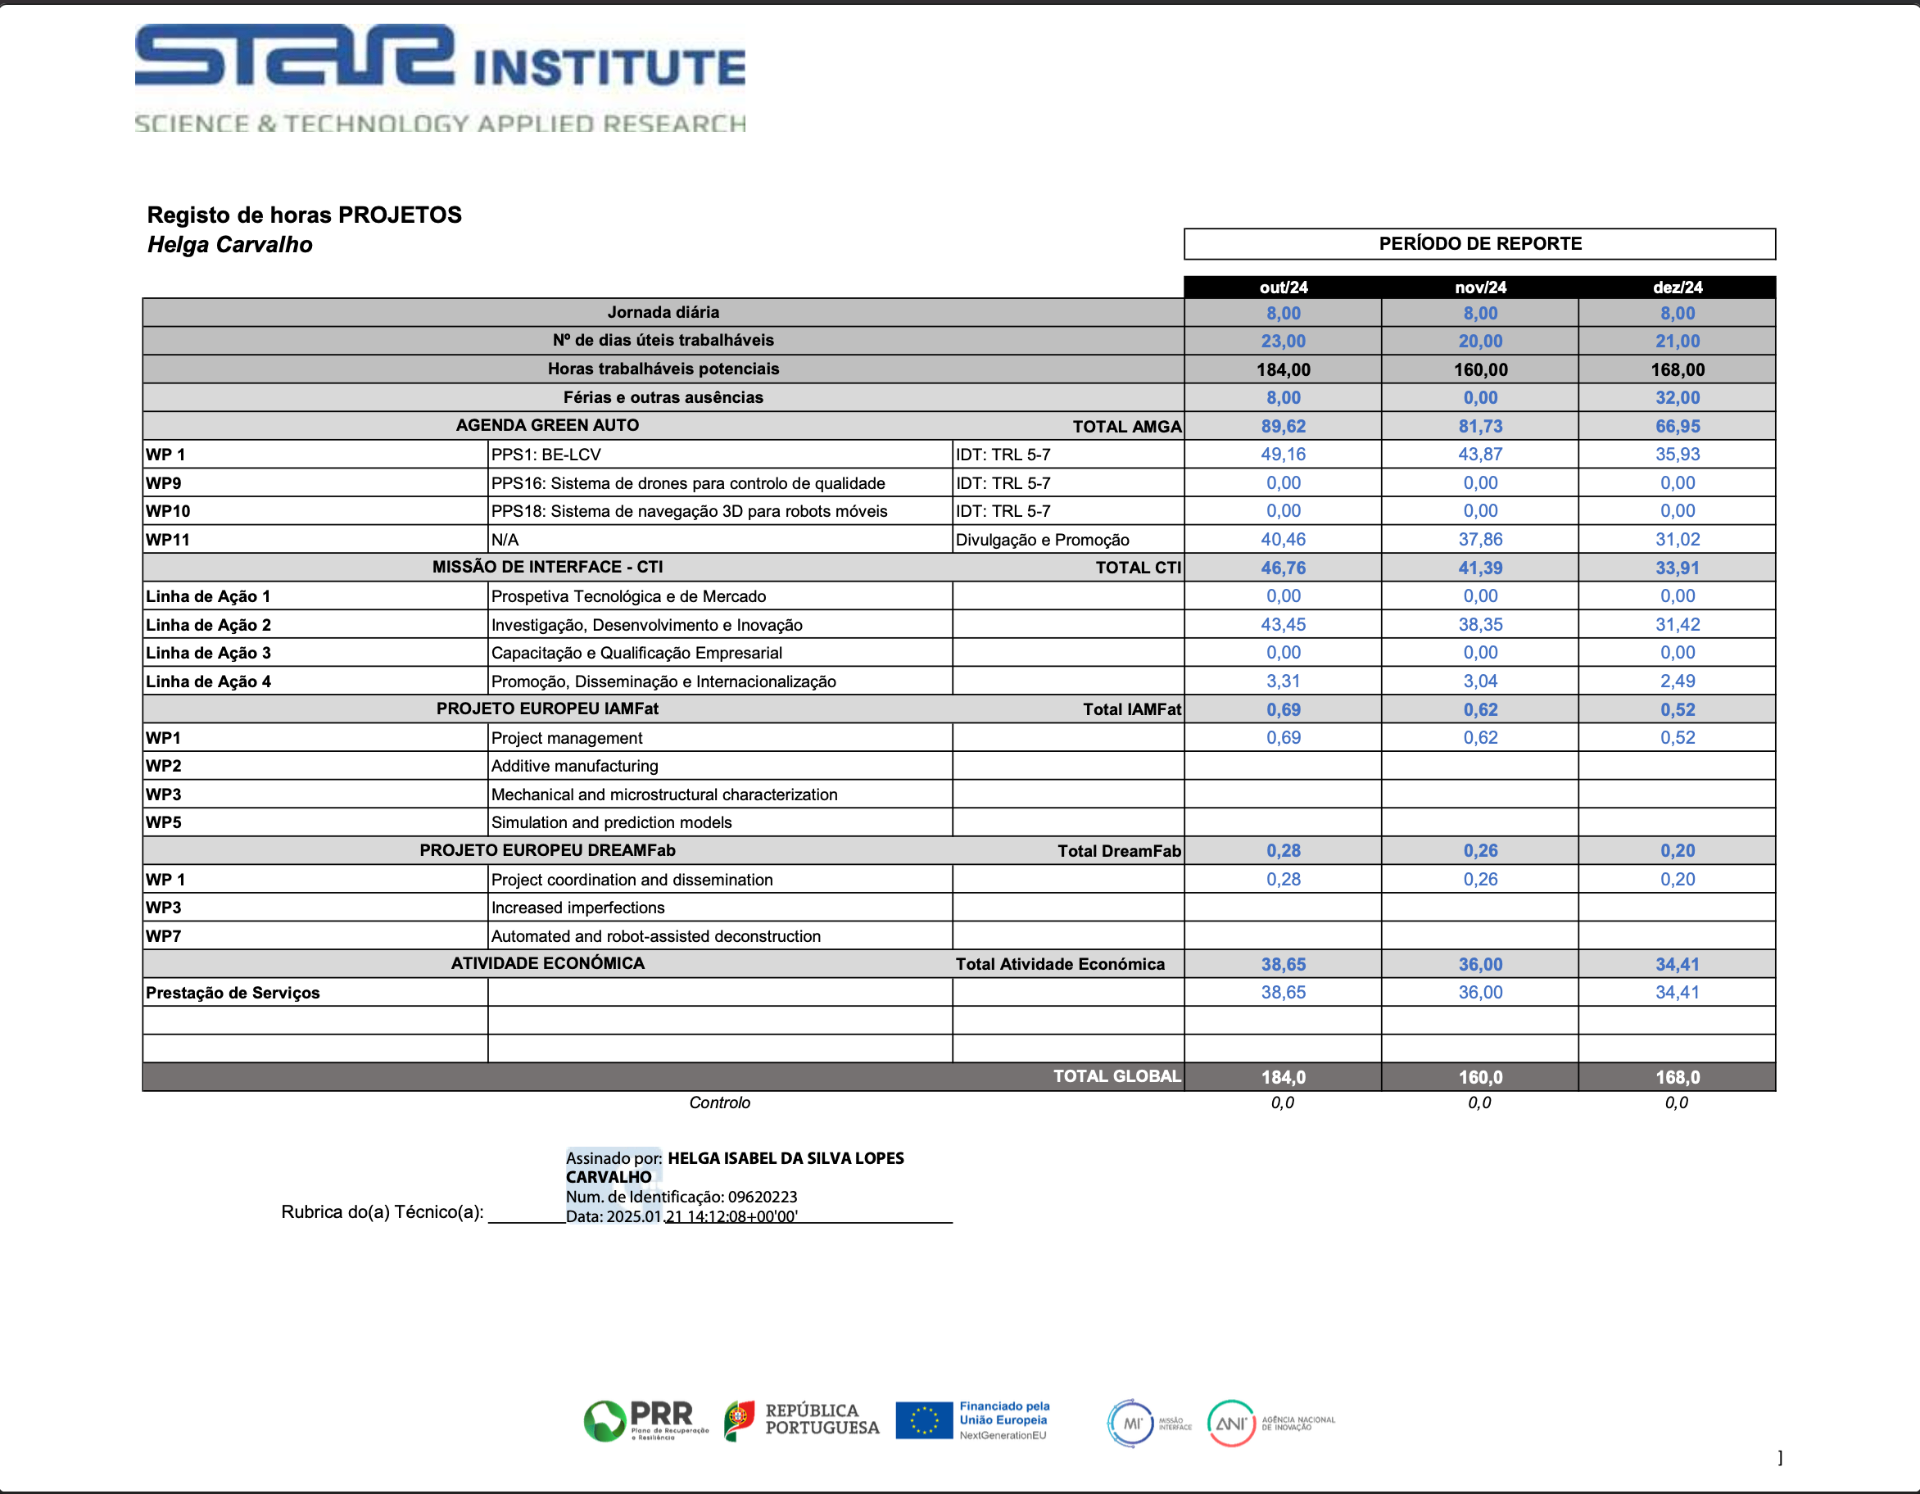 STAR INSTITUTE
SCIENCE & TECHNOLOGY APPLIED RESEARCH
Registo de horas PROJETOS
Helga Carvalho
PERÍODO DE REPORTE
out/24 nov/24 dez/24
Jornada diária 8,00 8,00 8,00
Nº de dias úteis trabalháveis 23,00 20,00 21,00
Horas trabalháveis potenciais 184,00 160,00 168,00
Férias e outras ausências 8,00 0,00 32,00
AGENDA GREEN AUTO TOTAL AMGA 89,62 81,73 66,95
WP 1 PPS1: BE-LCV IDT: TRL 5-7 49,16 43,87 35,93
WP9 PPS16: Sistema de drones para controlo de qualidade IDT: TRL 5-7 0,00 0,00 0,00
WP10 PPS18: Sistema de navegação 3D para robots móveis IDT: TRL 5-7 0,00 0,00 0,00
WP11 N/A Divulgação e Promoção 40,46 37,86 31,02
MISSÃO DE INTERFACE - CTI TOTAL CTI 46,76 41,39 33,91
Linha de Ação 1 Prospetiva Tecnológica e de Mercado 0,00 0,00 0,00
Linha de Ação 2 Investigação, Desenvolvimento e Inovação 43,45 38,35 31,42
Linha de Ação 3 Capacitação e Qualificação Empresarial 0,00 0,00 0,00
Linha de Ação 4 Promoção, Disseminação e Internacionalização 3,31 3,04 2,49
PROJETO EUROPEU IAMFat Total IAMFat 0,69 0,62 0,52
WP1 Project management 0,69 0,62 0,52
WP2 Additive manufacturing
WP3 Mechanical and microstructural characterization
WP5 Simulation and prediction models
PROJETO EUROPEU DREAMFab Total DreamFab 0,28 0,26 0,20
WP 1 Project coordination and dissemination 0,28 0,26 0,20
WP3 Increased imperfections
WP7 Automated and robot-assisted deconstruction
ATIVIDADE ECONÓMICA Total Atividade Económica 38,65 36,00 34,41
Prestação de Serviços 38,65 36,00 34,41
TOTAL GLOBAL 184,0 160,0 168,0
Controlo 0,0 0,0 0,0
Assinado por: HELGA ISABEL DA SILVA LOPES
CARVALHO
Num. de Identificação: 09620223
Rubrica do(a) Técnico(a): Data: 2025.01.21 14:12:08+00'00'
PRR
Plano de Recuperação
e Resiliência
REPÚBLICA
PORTUGUESA
Financiado pela
União Europeia
NextGenerationEU
MI
MISSÃO
INTERFACE
ANI
AGÊNCIA NACIONAL
DE INOVAÇÃO
]